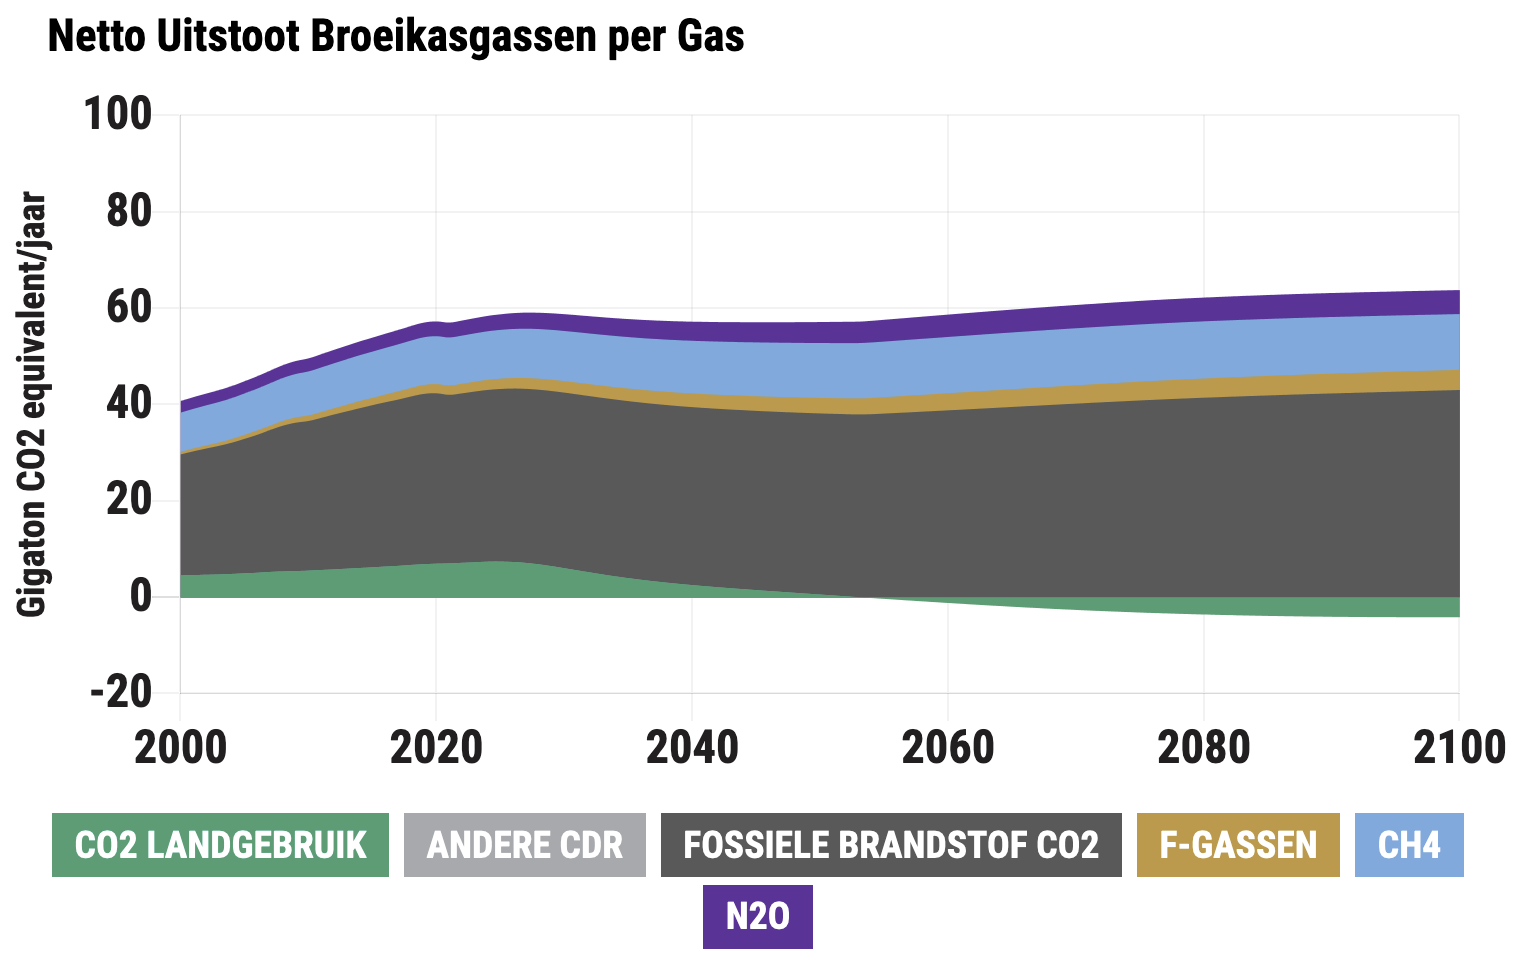 Netto Uitstoot Broeikasgassen per Gas
Gigaton CO2 equivalent/jaar
100
80
60
40
20
0
-20
2000 2020 2040 2060 2080 2100
CO2 LANDGEBRUIK ANDERE CDR FOSSIELE BRANDSTOF CO2 F-GASSEN CH4
N2O